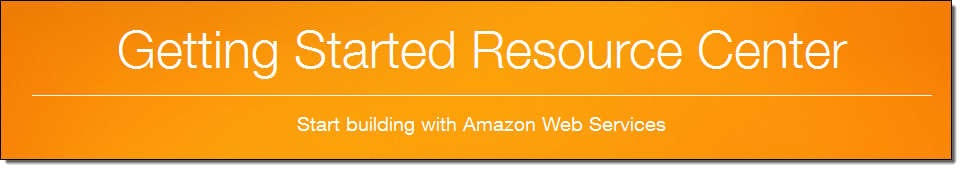 Getting Started Resource Center
Start building with Amazon Web Services